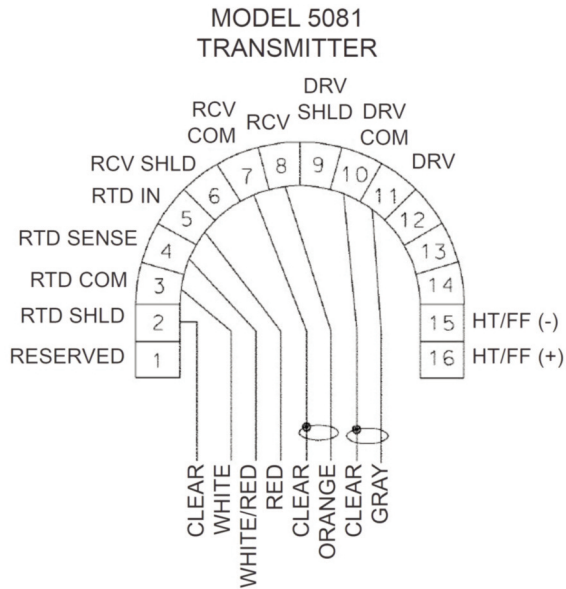 MODEL 5081
TRANSMITTER
DRV
SHLD
DRV
COM
RCV
COM
RCV
DRV
RCV SHLD
RTD IN
RTD SENSE
RTD COM
RTD SHLD
RESERVED
1
2
3
4
5
6
7
8
9
10
11
12
13
14
15
16
HT/FF (-)
HT/FF (+)
CLEAR
WHITE
WHITE/RED
RED
CLEAR
ORANGE
CLEAR
GRAY